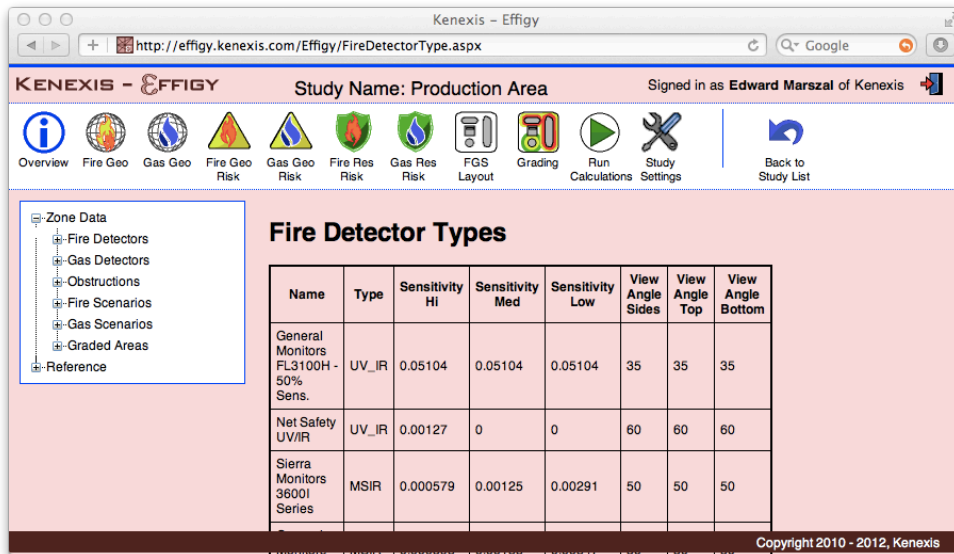 Kenexis - Effigy
http://effigy.kenexis.com/Effigy/FireDetectorType.aspx
Google
KENEXIS - EFFIGY
Study Name: Production Area
Signed in as Edward Marszal of Kenexis
Overview
Fire Geo
Gas Geo
Fire Geo
Risk
Gas Geo
Risk
Fire Res
Risk
Gas Res
Risk
FGS
Layout
Grading
Run
Calculations
Study
Settings
Back to
Study List
Zone Data
Fire Detectors
Gas Detectors
Obstructions
Fire Scenarios
Gas Scenarios
Graded Areas
Reference
Fire Detector Types
Name
Type
Sensitivity
Hi
Sensitivity
Med
Sensitivity
Low
View
Angle
Sides
View
Angle
Top
View
Angle
Bottom
General
Monitors
FL3100H -
50%
Sens.
UV_IR
0.05104
0.05104
0.05104
35
35
35
Net Safety
UV/IR
UV_IR
0.00127
0
0
60
60
60
Sierra
Monitors
3600I
Series
MSIR
0.000579
0.00125
0.00291
50
50
50
Copyright 2010 - 2012, Kenexis